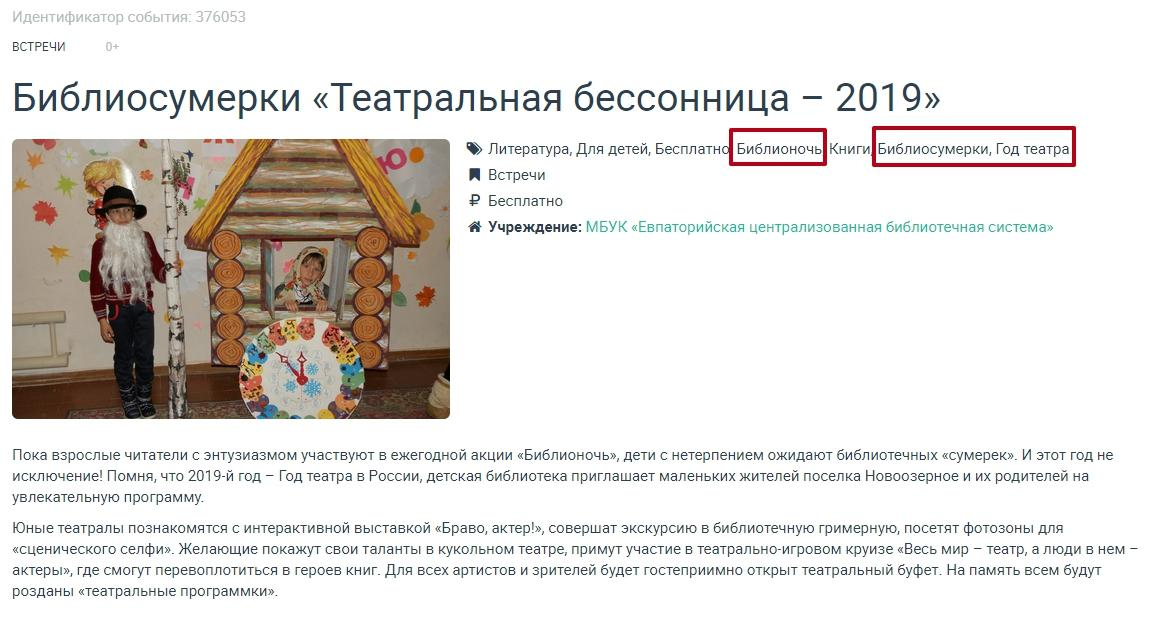 Идентификатор события: 376053
ВСТРЕЧИ 0+
Библиосумерки «Театральная бессонница – 2019»
Литература, Для детей, Бесплатно, Библионочь, Книги, Библиосумерки, Год театра
Встречи
₽ Бесплатно
Учреждение: МБУК «Евпаторийская централизованная библиотечная система»
Пока взрослые читатели с энтузиазмом участвуют в ежегодной акции «Библионочь», дети с нетерпением ожидают библиотечных «сумерек». И этот год не
исключение! Помня, что 2019-й год – Год театра в России, детская библиотека приглашает маленьких жителей поселка Новоозерное и их родителей на
увлекательную программу.
Юные театралы познакомятся с интерактивной выставкой «Браво, актер!», совершат экскурсию в библиотечную гримерную, посетят фотозоны для
«сценического селфи». Желающие покажут свои таланты в кукольном театре, примут участие в театрально-игровом круизе «Весь мир – театр, а люди в нем –
актеры», где смогут перевоплотиться в героев книг. Для всех артистов и зрителей будет гостеприимно открыт театральный буфет. На память всем будут
розданы «театральные программки».